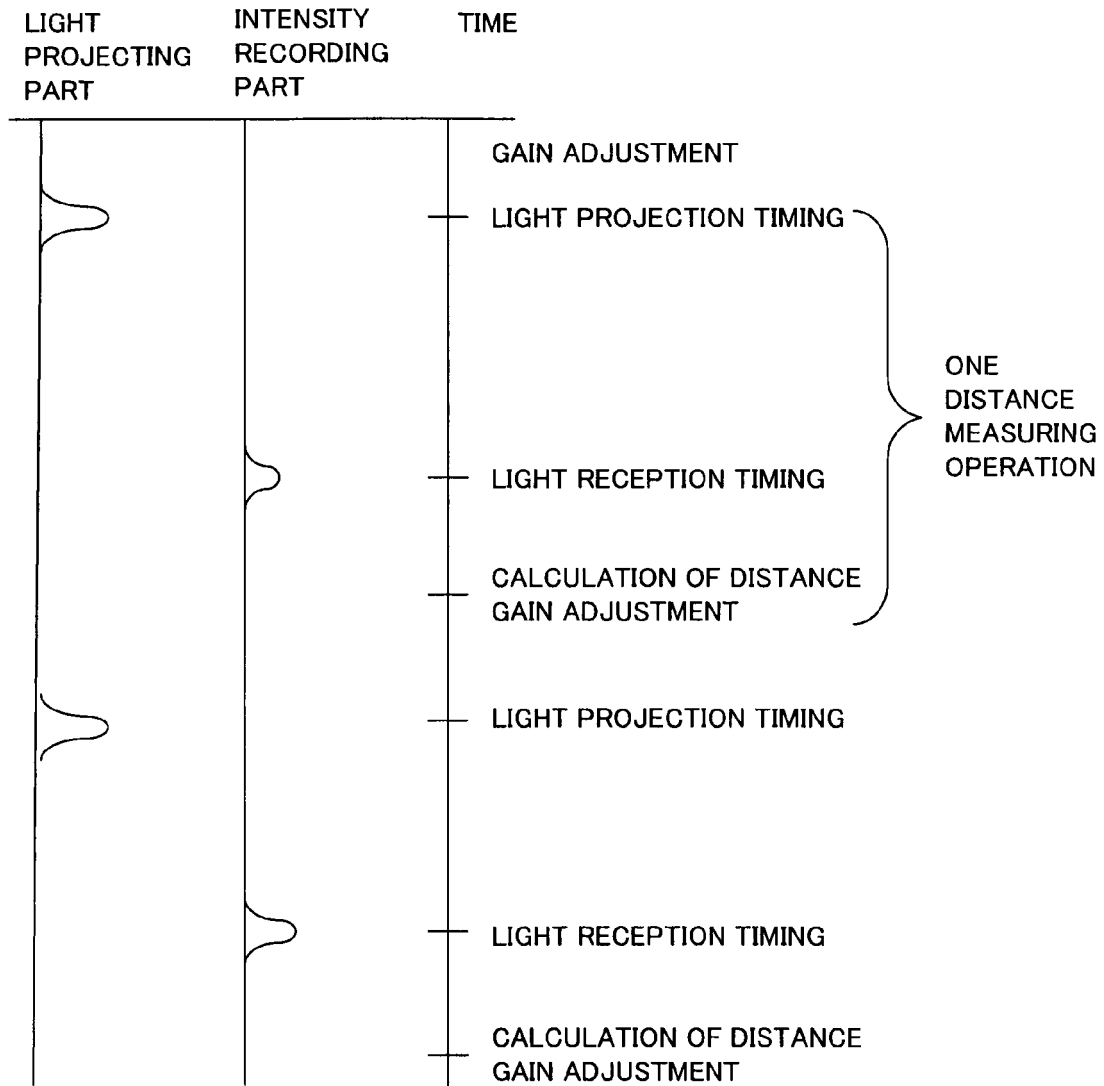 LIGHT
PROJECTING
PART
INTENSITY
RECORDING
PART
TIME
GAIN ADJUSTMENT
LIGHT PROJECTION TIMING
ONE
DISTANCE
MEASURING
OPERATION
LIGHT RECEPTION TIMING
CALCULATION OF DISTANCE
GAIN ADJUSTMENT
LIGHT PROJECTION TIMING
LIGHT RECEPTION TIMING
CALCULATION OF DISTANCE
GAIN ADJUSTMENT